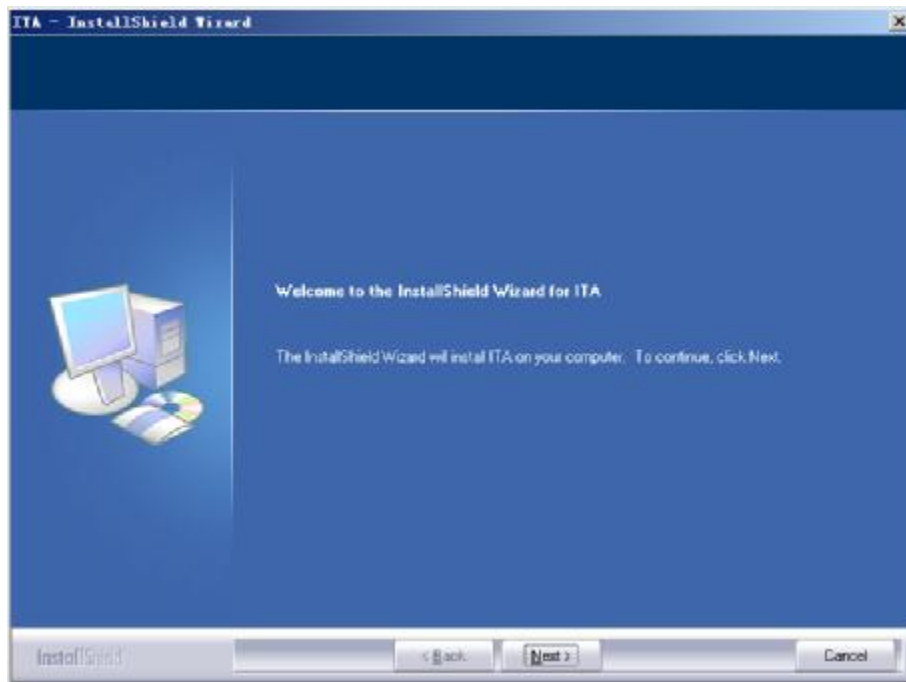 ITA - InstallShield Wizard
Welcome to the InstallShield Wizard for ITA
The InstallShield Wizard will install ITA on your computer. To continue, click Next.
InstallShield
< Back
Next >
Cancel